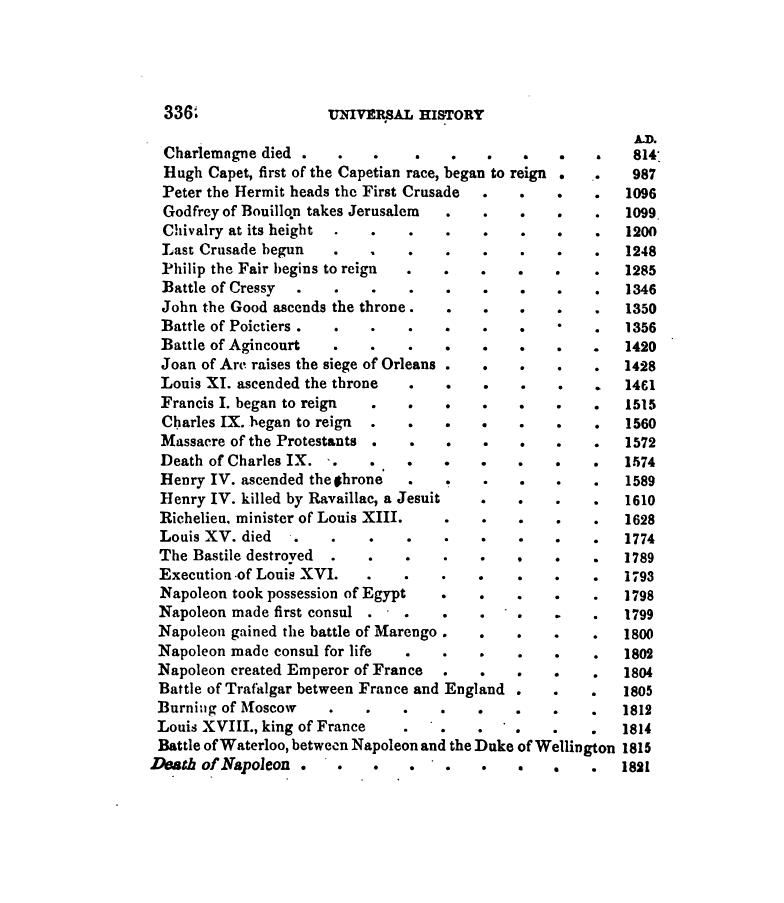 336 UNIVERSAL HISTORY
A.D.
Charlemagne died . . . . . . . . . 814
Hugh Capet, first of the Capetian race, began to reign . . 987
Peter the Hermit heads the First Crusade . . . . 1096
Godfrey of Bouillon takes Jerusalem . . . . . 1099
Chivalry at its height . . . . . . . . 1200
Last Crusade begun . . . . . . . . 1248
Philip the Fair begins to reign . . . . . . 1285
Battle of Cressy . . . . . . . . . 1346
John the Good ascends the throne . . . . . . 1350
Battle of Poictiers . . . . . . . . . 1356
Battle of Agincourt . . . . . . . . 1420
Joan of Arc raises the siege of Orleans . . . . . 1428
Louis XI. ascended the throne . . . . . . 1461
Francis I. began to reign . . . . . . . 1515
Charles IX. began to reign . . . . . . . 1560
Massacre of the Protestants . . . . . . . 1572
Death of Charles IX. . . . . . . . . 1574
Henry IV. ascended the throne . . . . . . 1589
Henry IV. killed by Ravaillac, a Jesuit . . . . 1610
Richelieu, minister of Louis XIII. . . . . . 1628
Louis XV. died . . . . . . . . . 1774
The Bastile destroyed . . . . . . . . 1789
Execution of Louis XVI. . . . . . . . 1793
Napoleon took possession of Egypt . . . . . 1798
Napoleon made first consul . . . . . . . 1799
Napoleon gained the battle of Marengo . . . . . 1800
Napoleon made consul for life . . . . . . 1802
Napoleon created Emperor of France . . . . . 1804
Battle of Trafalgar between France and England . . . 1805
Burning of Moscow . . . . . . . . 1812
Louis XVIII., king of France . . . . . . 1814
Battle of Waterloo, between Napoleon and the Duke of Wellington 1815
Death of Napoleon . . . . . . . . . 1821